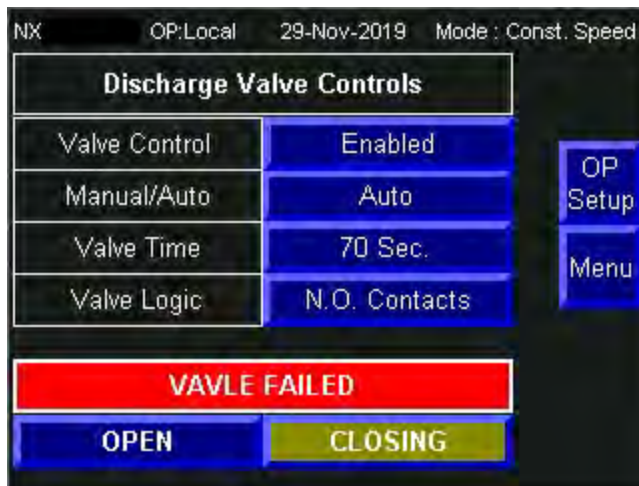 NX OP:Local 29-Nov-2019 Mode : Const. Speed
Discharge Valve Controls
Valve Control Enabled
Manual/Auto Auto
Valve Time 70 Sec.
Valve Logic N.O. Contacts
OP
Setup
Menu
VAVLE FAILED
OPEN CLOSING